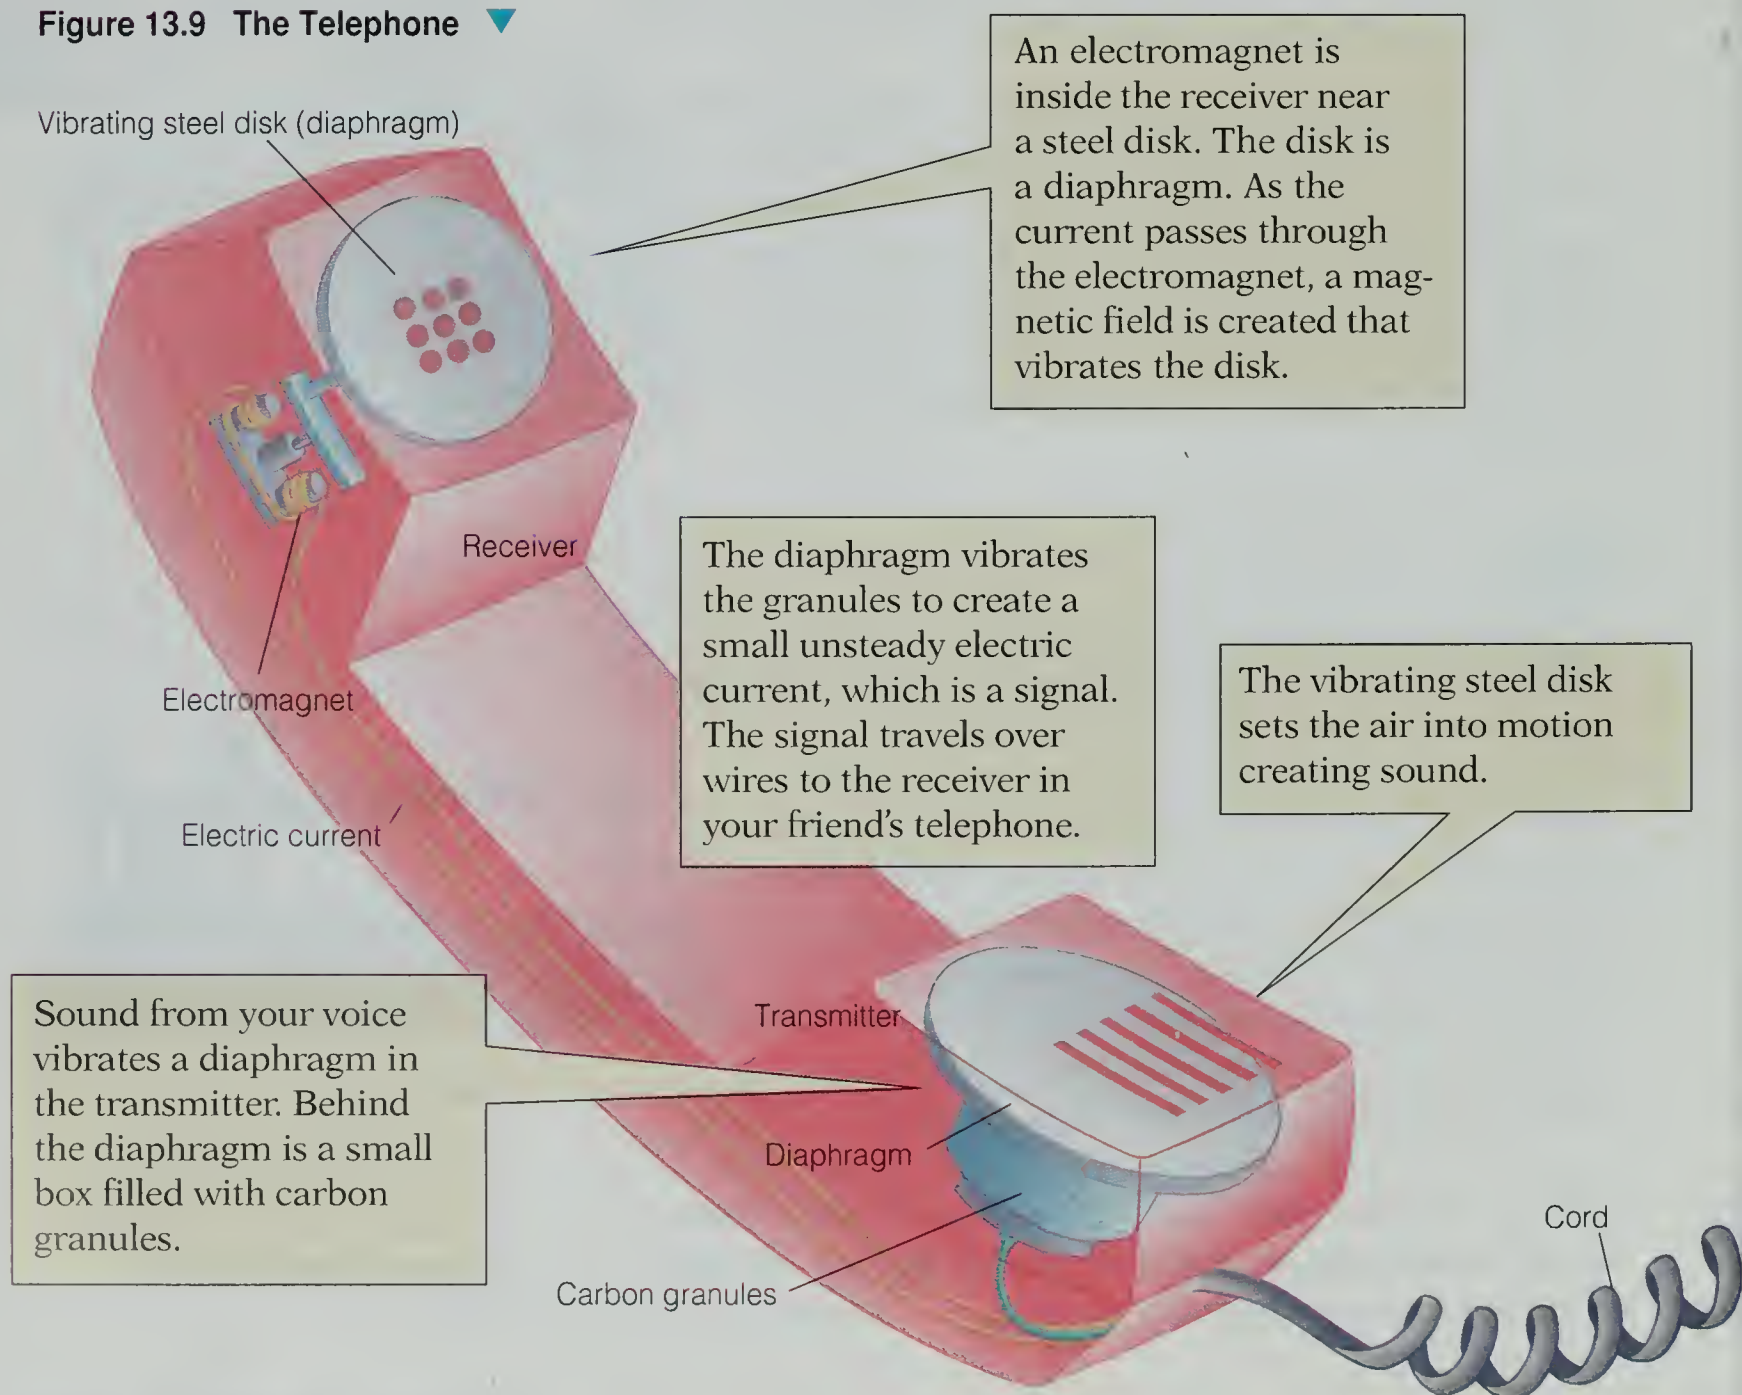 Figure 13.9 The Telephone
Vibrating steel disk (diaphragm)
An electromagnet is
inside the receiver near
a steel disk. The disk is
a diaphragm. As the
current passes through
the electromagnet, a mag-
netic field is created that
vibrates the disk.
Receiver
Electromagnet
Electric current
The diaphragm vibrates
the granules to create a
small unsteady electric
current, which is a signal.
The signal travels over
wires to the receiver in
your friend's telephone.
The vibrating steel disk
sets the air into motion
creating sound.
Sound from your voice
vibrates a diaphragm in
the transmitter. Behind
the diaphragm is a small
box filled with carbon
granules.
Transmitter
Diaphragm
Carbon granules
Cord